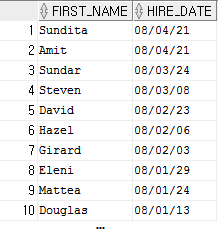 FIRST_NAME HIRE_DATE
1 Sundita 08/04/21
2 Amit 08/04/21
3 Sundar 08/03/24
4 Steven 08/03/08
5 David 08/02/23
6 Hazel 08/02/06
7 Girard 08/02/03
8 Eleni 08/01/29
9 Mattea 08/01/24
10 Douglas 08/01/13
...